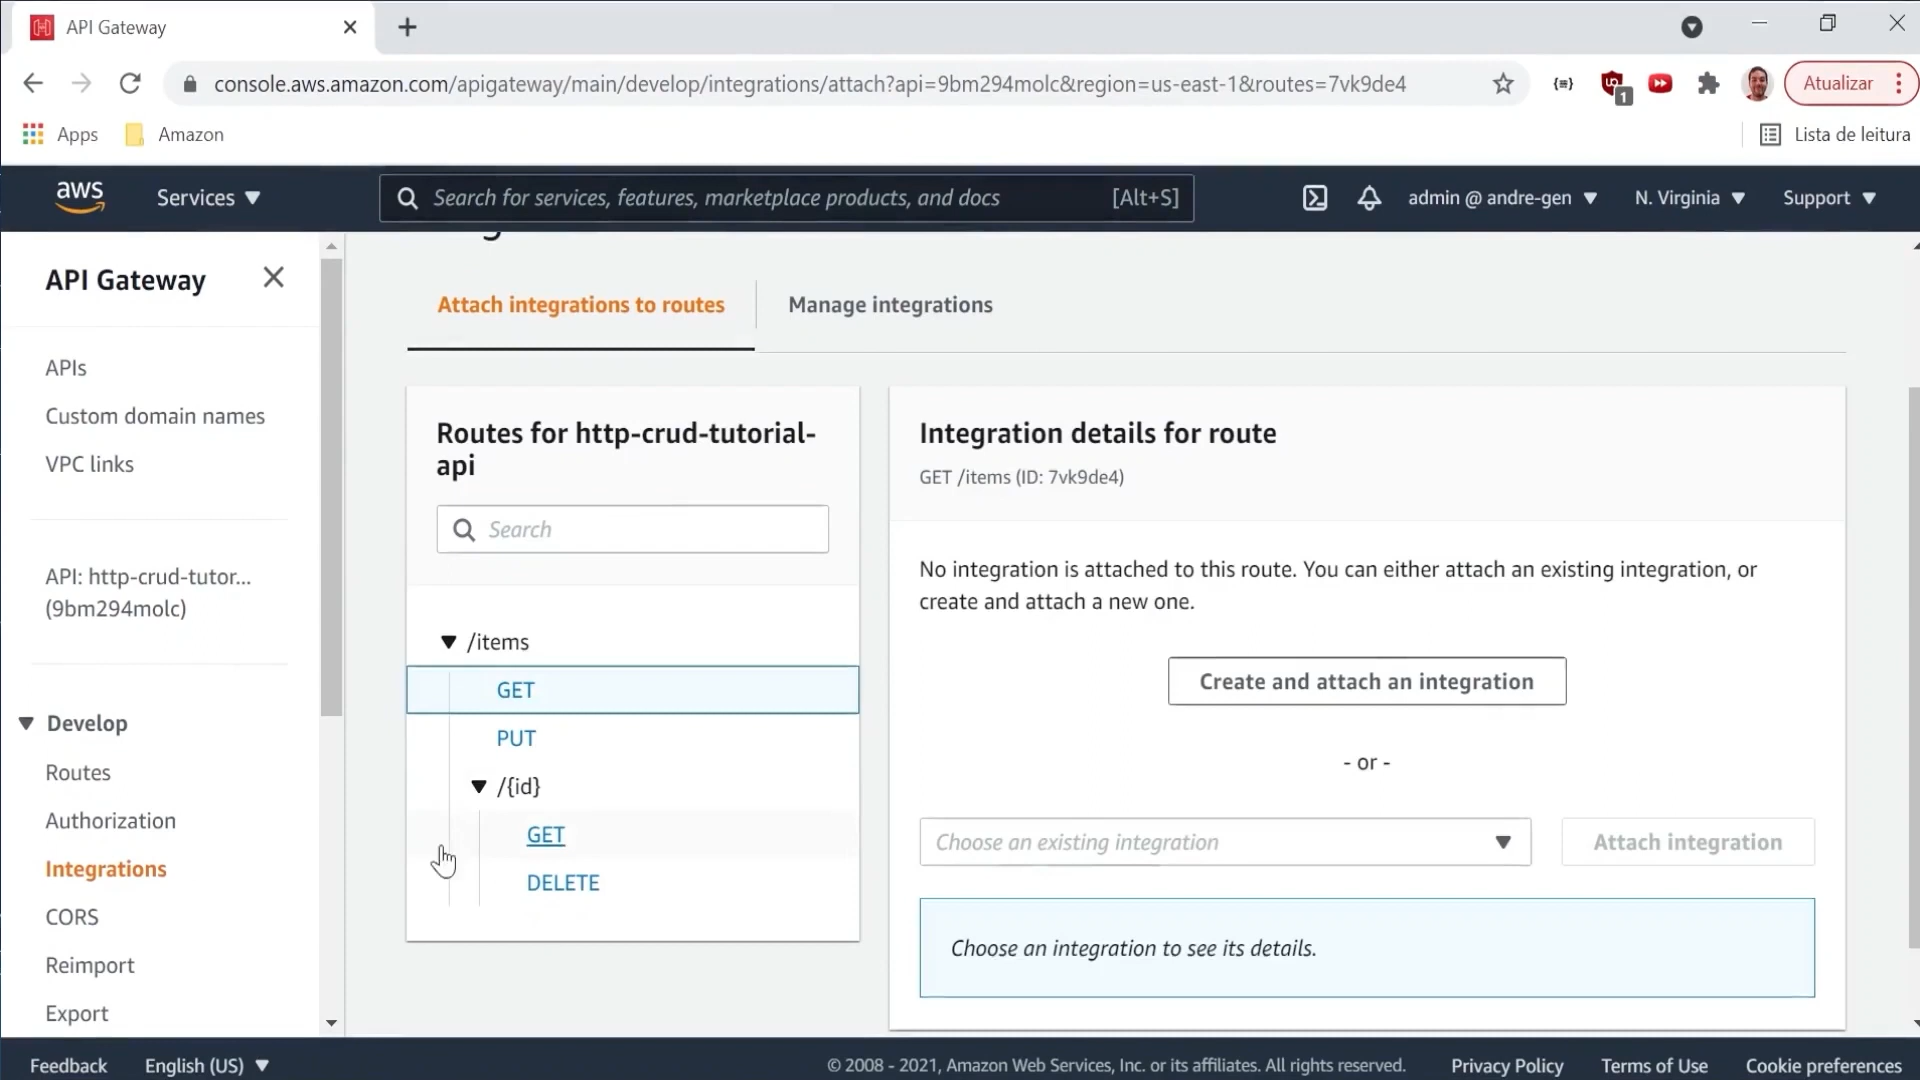 API Gateway
console.aws.amazon.com/apigateway/main/develop/integrations/attach?api=9bm294molc&region=us-east-1&routes=7vk9de4
1
Atualizar
Apps
Amazon
Lista de leitura
aws
Services
Search for services, features, marketplace products, and docs
[Alt+S]
admin @ andre-gen
N. Virginia
Support
API Gateway
APIs
Custom domain names
VPC links
API: http-crud-tutor...
(9bm294molc)
Develop
Routes
Authorization
Integrations
CORS
Reimport
Export
Attach integrations to routes
Manage integrations
Routes for http-crud-tutorial-
api
Search
/items
GET
PUT
/{id}
GET
DELETE
Integration details for route
GET /items (ID: 7vk9de4)
No integration is attached to this route. You can either attach an existing integration, or
create and attach a new one.
Create and attach an integration
- or -
Choose an existing integration
Attach integration
Choose an integration to see its details.
Feedback
English (US)
© 2008 - 2021, Amazon Web Services, Inc. or its affiliates. All rights reserved.
Privacy Policy
Terms of Use
Cookie preferences